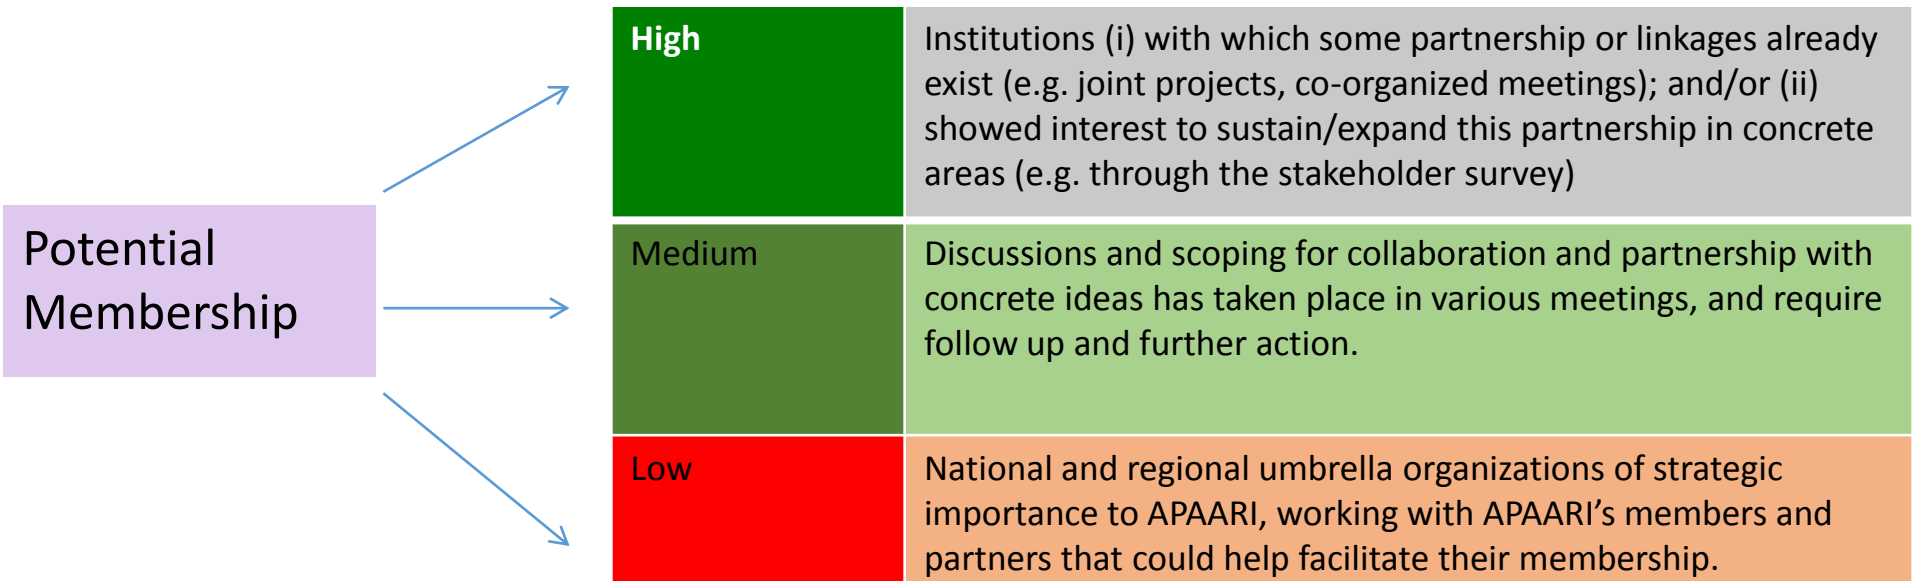 Potential
Membership
High
Institutions (i) with which some partnership or linkages already
exist (e.g. joint projects, co-organized meetings); and/or (ii)
showed interest to sustain/expand this partnership in concrete
areas (e.g. through the stakeholder survey)
Medium
Discussions and scoping for collaboration and partnership with
concrete ideas has taken place in various meetings, and require
follow up and further action.
Low
National and regional umbrella organizations of strategic
importance to APAARI, working with APAARI’s members and
partners that could help facilitate their membership.